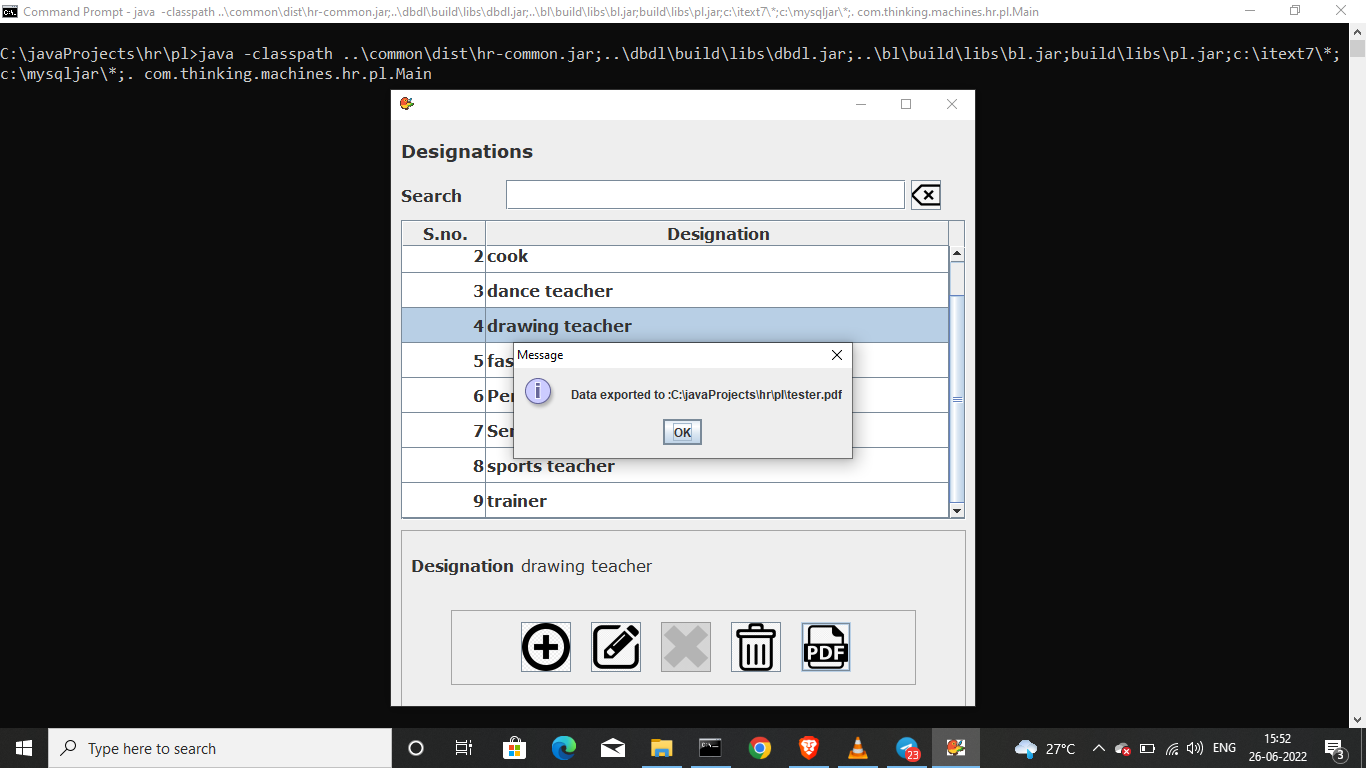 Command Prompt - java -classpath ..\common\dist\hr-common.jar;..\dbdl\build\libs\dbdl.jar;..\bl\build\libs\bl.jar;build\libs\pl.jar;c:\itext7\*;c:\mysqljar\*;. com.thinking.machines.hr.pl.Main
C:\javaProjects\hr\pl>java -classpath ..\common\dist\hr-common.jar;..\dbdl\build\libs\dbdl.jar;..\bl\build\libs\bl.jar;build\libs\pl.jar;c:\itext7\*;
c:\mysqljar\*;. com.thinking.machines.hr.pl.Main
Designations
Search
S.no. Designation
2 cook
3 dance teacher
4 drawing teacher
Message
5 fas
6 Per
Data exported to :C:\javaProjects\hr\pl\tester.pdf
7 Ser
OK
8 sports teacher
9 trainer
Designation drawing teacher
PDF
Type here to search
23
27°C
ENG
15:52
26-06-2022
3